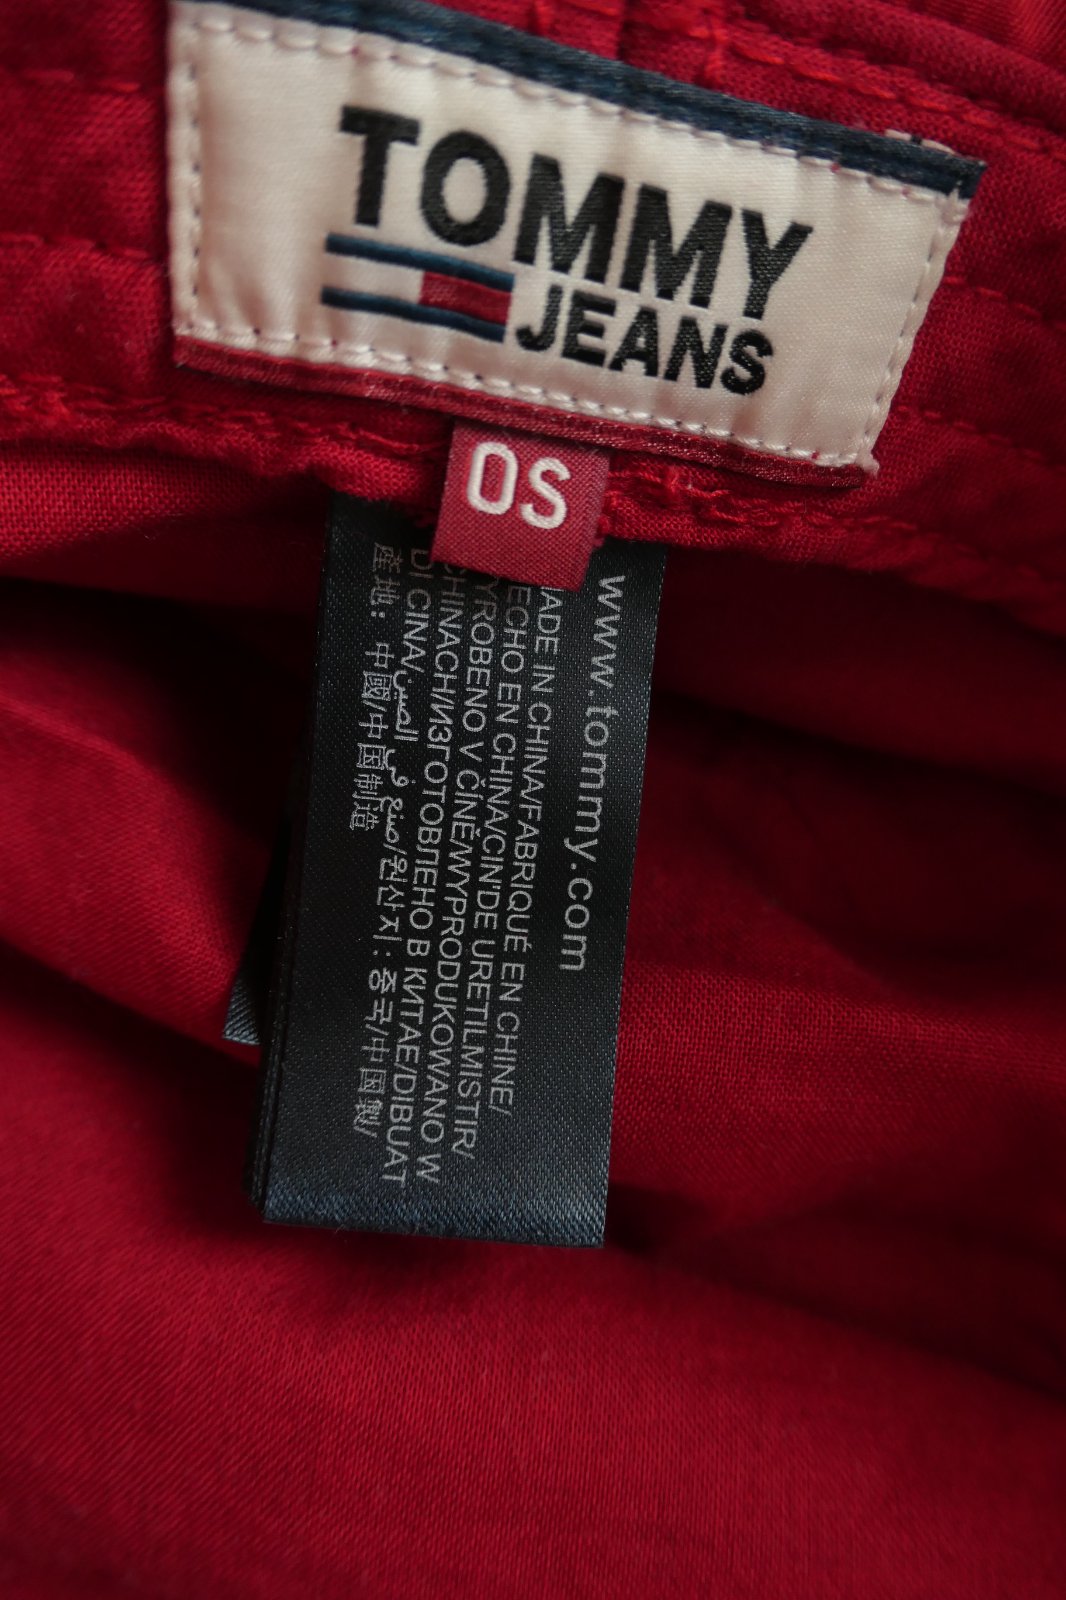 TOMMY
JEANS
OS
www.tommy.com
MADE IN CHINA/FABRIQUÉ EN CHINE/
HECHO EN CHINA/CIN'DE URETILMISTIR/
VYROBENO V ČÍNĚ/WYPRODUKOWANO W
CHINACH/ИЗГОТОВЛЕНО В КИТАЕ/DIBUAT
DI CINA/صنع في الصين/원산지: 중국/中国製/
産地: 中國/中国制造